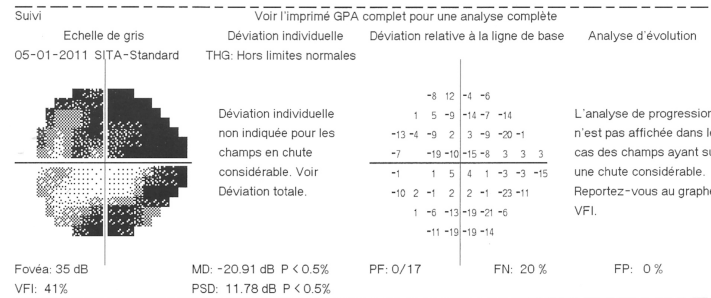 Suivi Voir l'imprimé GPA complet pour une analyse complète
Echelle de gris Déviation individuelle Déviation relative à la ligne de base Analyse d'évolution
05-01-2011 SITA-Standard THG: Hors limites normales
Déviation individuelle
non indiquée pour les
champs en chute
considérable. Voir
Déviation totale.
-8 12 -4 -6
1 5 -9 -14 -7 -14
-13 -4 -9 2 3 -9 -20 -1
-7 -19 -10 -15 -8 3 3 3
-1 1 5 4 1 -3 -3 -15
-10 2 -1 2 2 -1 -23 -11
1 -6 -13 -19 -21 -6
-11 -19 -19 -14
L'analyse de progression
n'est pas affichée dans le
cas des champs ayant su
une chute considérable.
Reportez-vous au graphe
VFI.
Fovéa: 35 dB MD: -20.91 dB P < 0.5% PF: 0/17 FN: 20 % FP: 0 %
VFI: 41% PSD: 11.78 dB P < 0.5%